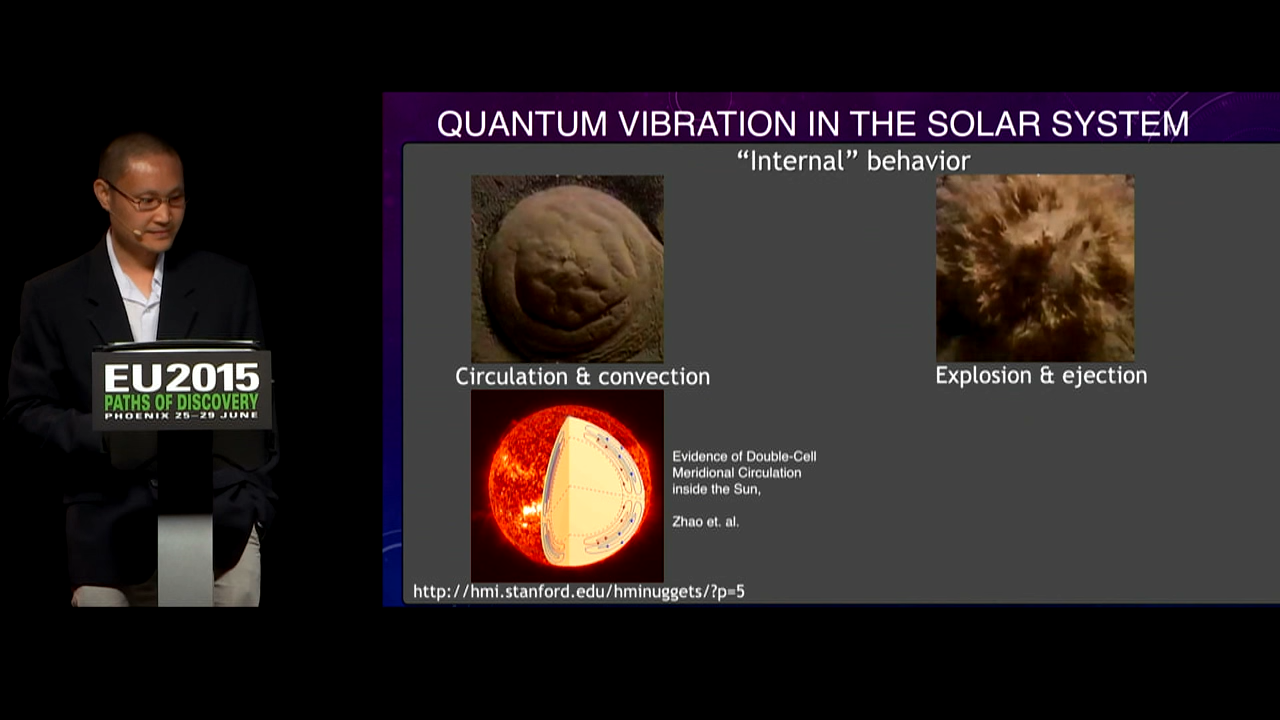 EU2015
PATHS OF DISCOVERY
PHOENIX 25–29 JUNE
QUANTUM VIBRATION IN THE SOLAR SYSTEM
“Internal” behavior
Circulation & convection
Explosion & ejection
Evidence of Double-Cell
Meridional Circulation
inside the Sun,
Zhao et. al.
http://hmi.stanford.edu/hminuggets/?p=5